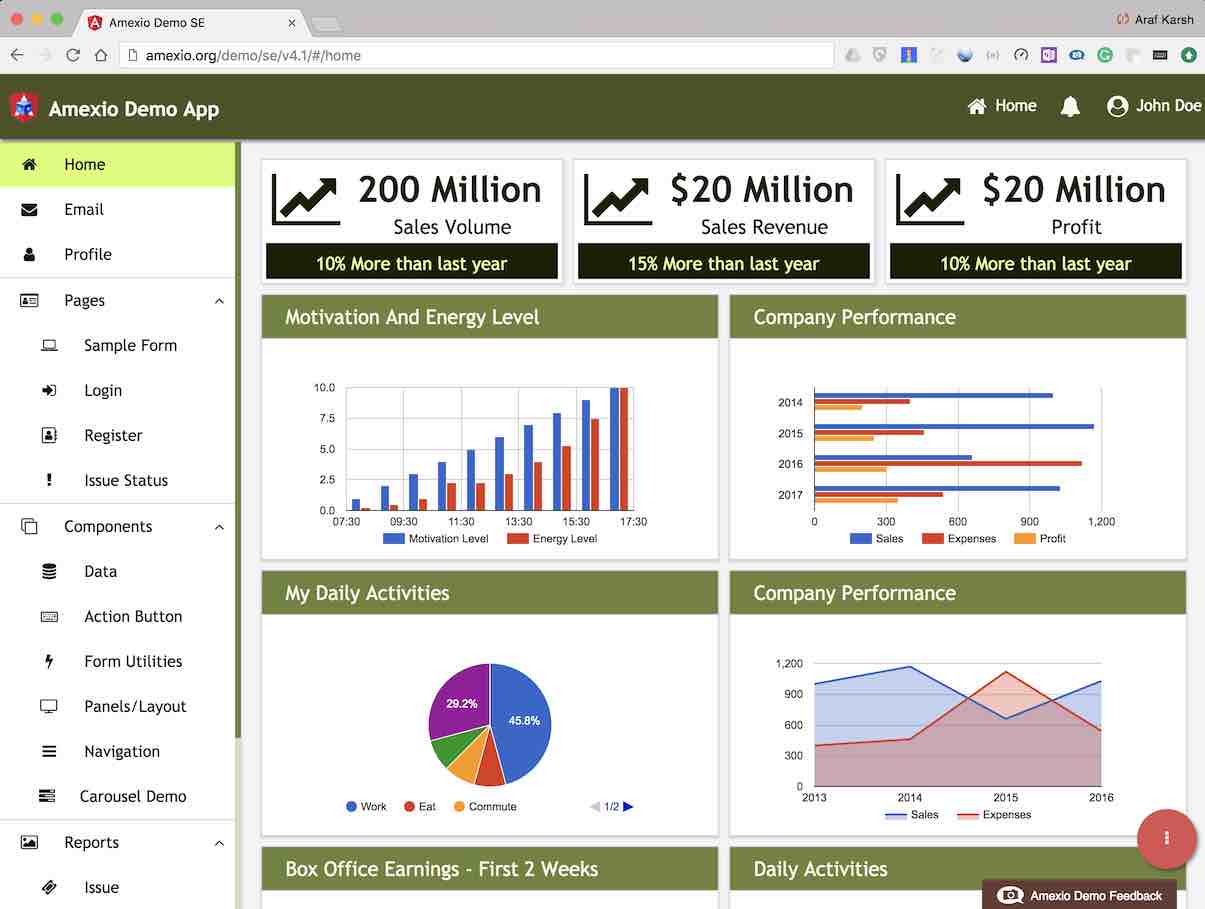 Amexio Demo SE
Araf Karsh
amexio.org/demo/se/v4.1/#/home
Amexio Demo App
Home
John Doe
Home
Email
Profile
Pages
Sample Form
Login
Register
Issue Status
Components
Data
Action Button
Form Utilities
Panels/Layout
Navigation
Carousel Demo
Reports
Issue
200 Million
Sales Volume
10% More than last year
$20 Million
Sales Revenue
15% More than last year
$20 Million
Profit
10% More than last year
Motivation And Energy Level
10.0
7.5
5.0
2.5
0.0
07:30 09:30 11:30 13:30 15:30 17:30
Motivation Level Energy Level
Company Performance
2014
2015
2016
2017
0 300 600 900 1,200
Sales Expenses Profit
My Daily Activities
29.2%
45.8%
Work Eat Commute 1/2
Company Performance
1,200
900
600
300
0
2013 2014 2015 2016
Sales Expenses
Box Office Earnings - First 2 Weeks
Daily Activities
Amexio Demo Feedback